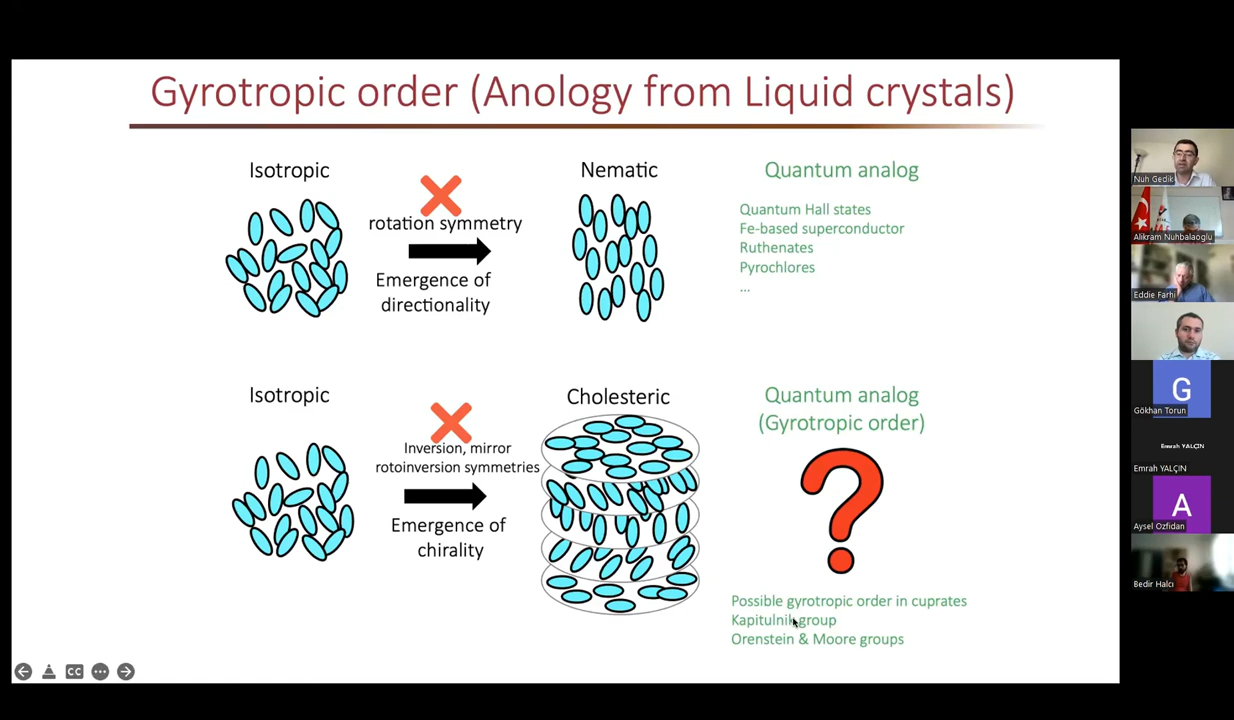 Gyrotropic order (Anology from Liquid crystals)
Isotropic
rotation symmetry
Emergence of
directionality
Nematic
Quantum analog
Quantum Hall states
Fe-based superconductor
Ruthenates
Pyrochlores
...
Isotropic
Inversion, mirror
rotoinversion symmetries
Emergence of
chirality
Cholesteric
Quantum analog
(Gyrotropic order)
?
Possible gyrotropic order in cuprates
Kapitulnik group
Orenstein & Moore groups
CC
Nuh Gedik
Alikram Nuhbalaoglu
Eddie Farhi
G
Gökhan Torun
Emrah YALÇIN
Emrah YALÇIN
A
Aysel Ozfidan
Bedir Halcı